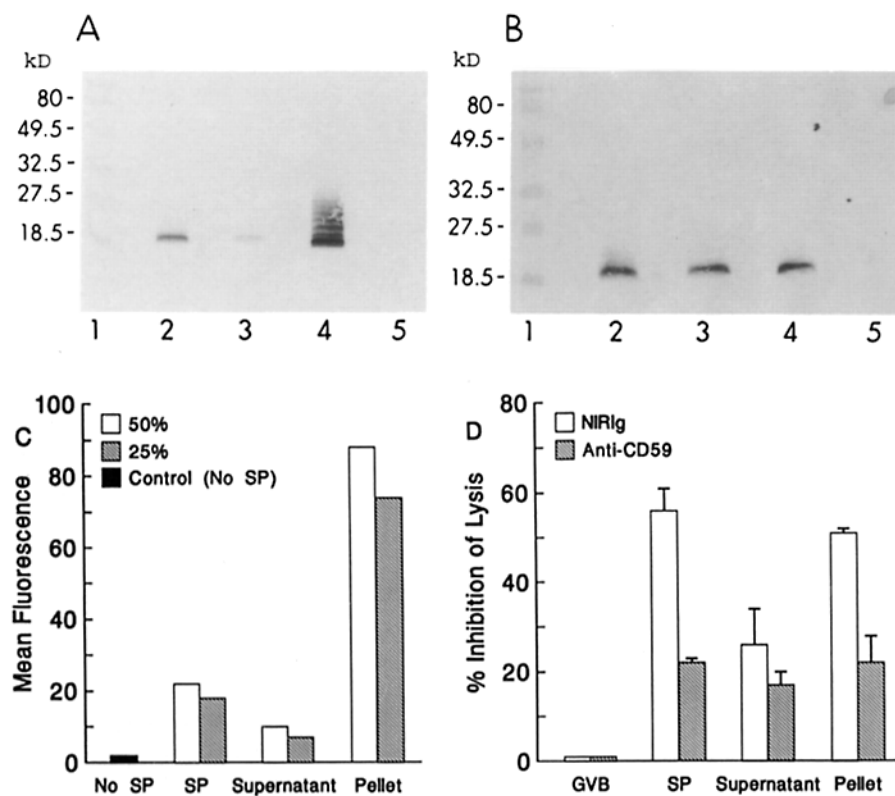 A
kD
80 -
49.5 -
32.5 -
27.5 -
18.5 -
1 2 3 4 5
B
kD
80 -
49.5 -
32.5 -
27.5 -
18.5 -
1 2 3 4 5
C
50%
25%
Control (No SP)
Mean Fluorescence
100
80
60
40
20
0
No SP SP Supernatant Pellet
D
NIRIg
Anti-CD59
% Inhibition of Lysis
80
60
40
20
0
GVB SP Supernatant Pellet